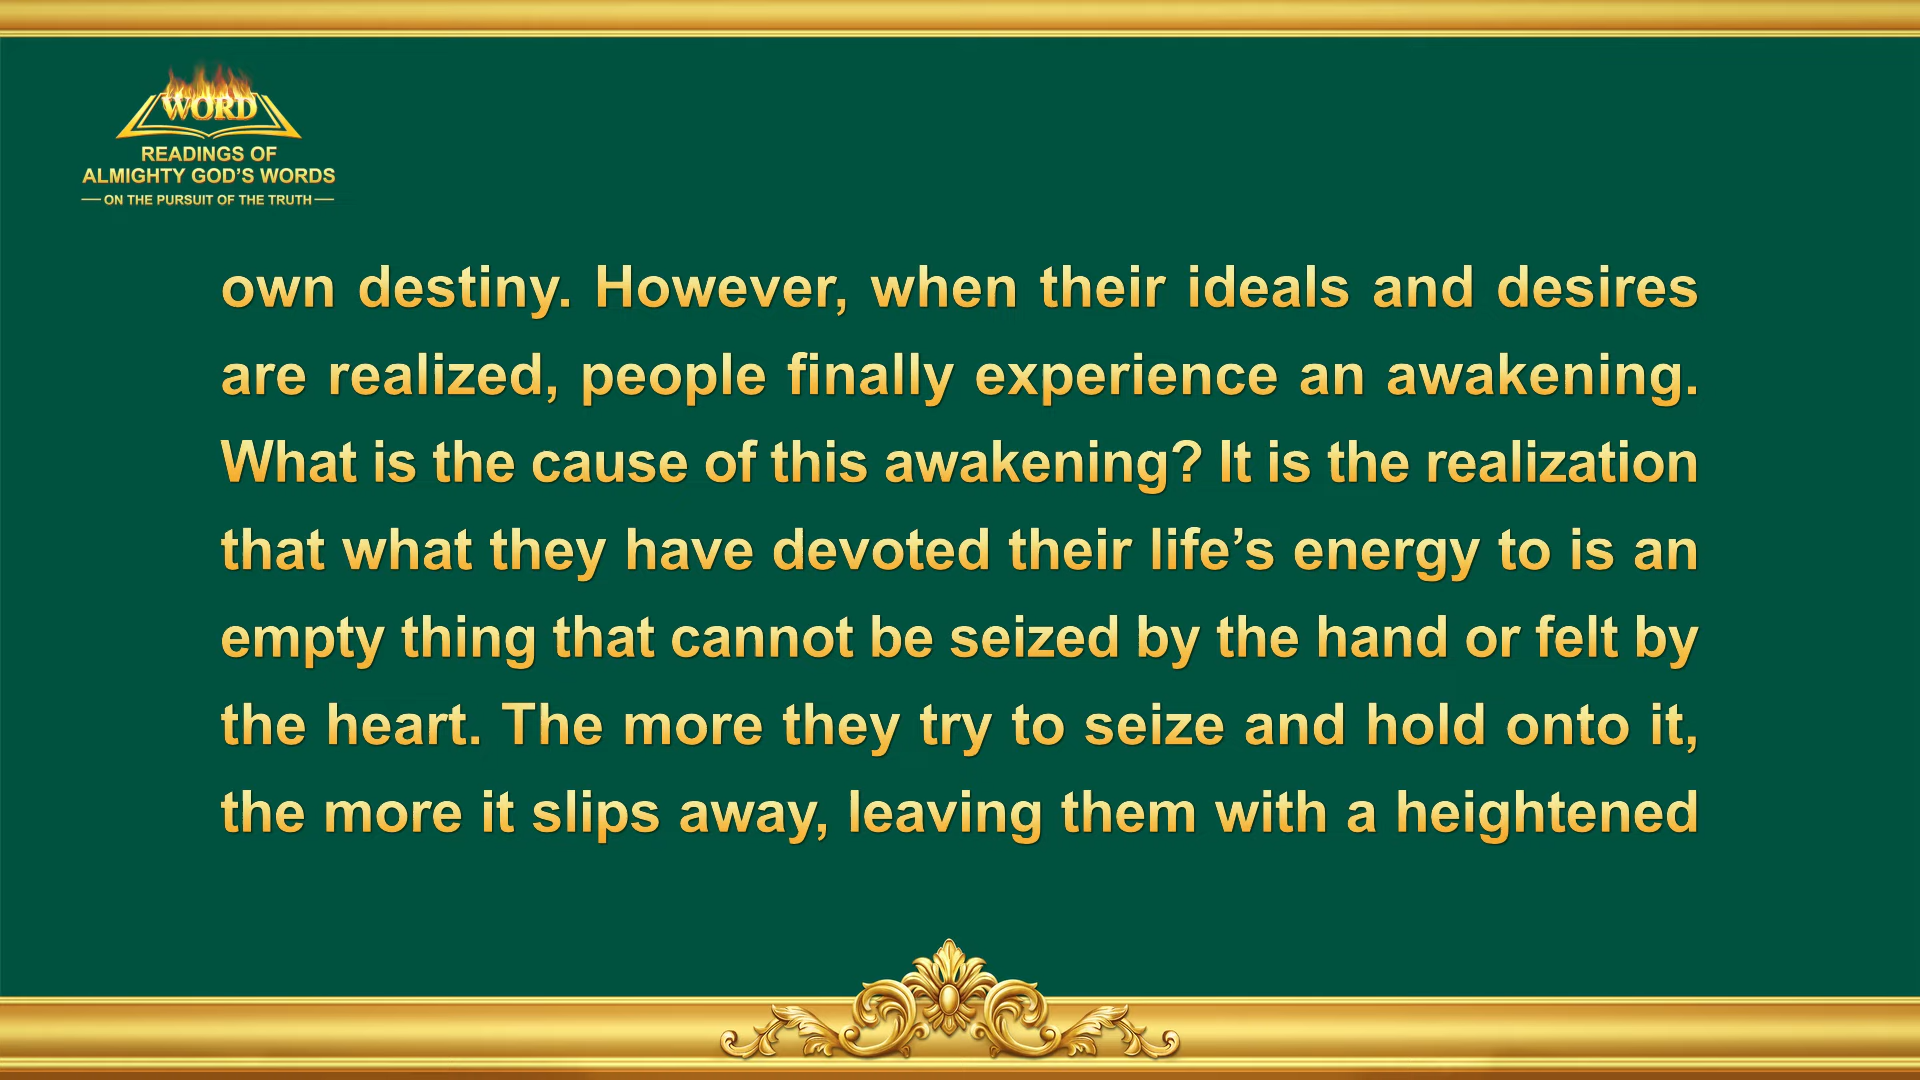 WORD
READINGS OF
ALMIGHTY GOD’S WORDS
ON THE PURSUIT OF THE TRUTH
own destiny. However, when their ideals and desires
are realized, people finally experience an awakening.
What is the cause of this awakening? It is the realization
that what they have devoted their life’s energy to is an
empty thing that cannot be seized by the hand or felt by
the heart. The more they try to seize and hold onto it,
the more it slips away, leaving them with a heightened